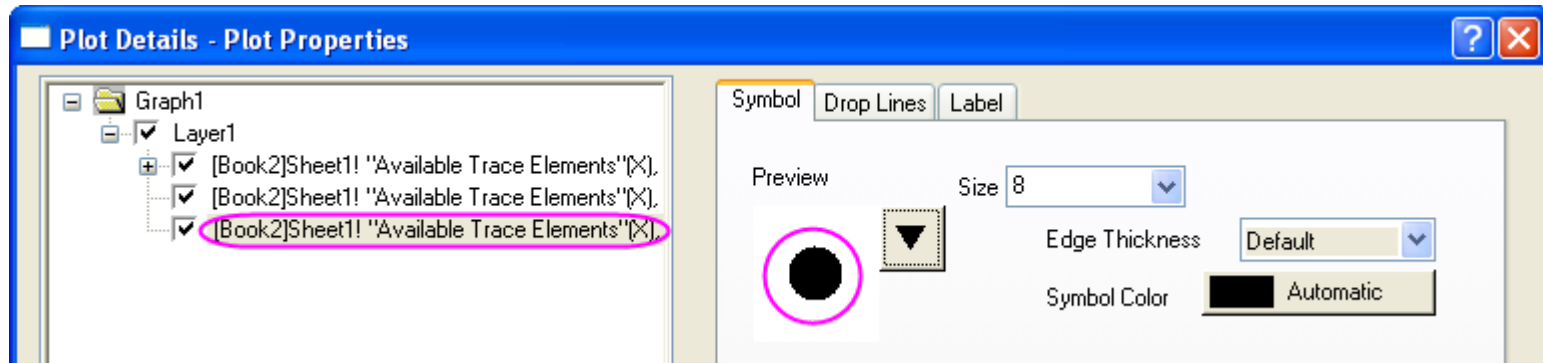 Plot Details - Plot Properties
Graph1
Layer1
[Book2]Sheet1! "Available Trace Elements"(X),
[Book2]Sheet1! "Available Trace Elements"(X),
[Book2]Sheet1! "Available Trace Elements"(X),
Symbol Drop Lines Label
Preview Size 8
Edge Thickness Default
Symbol Color Automatic